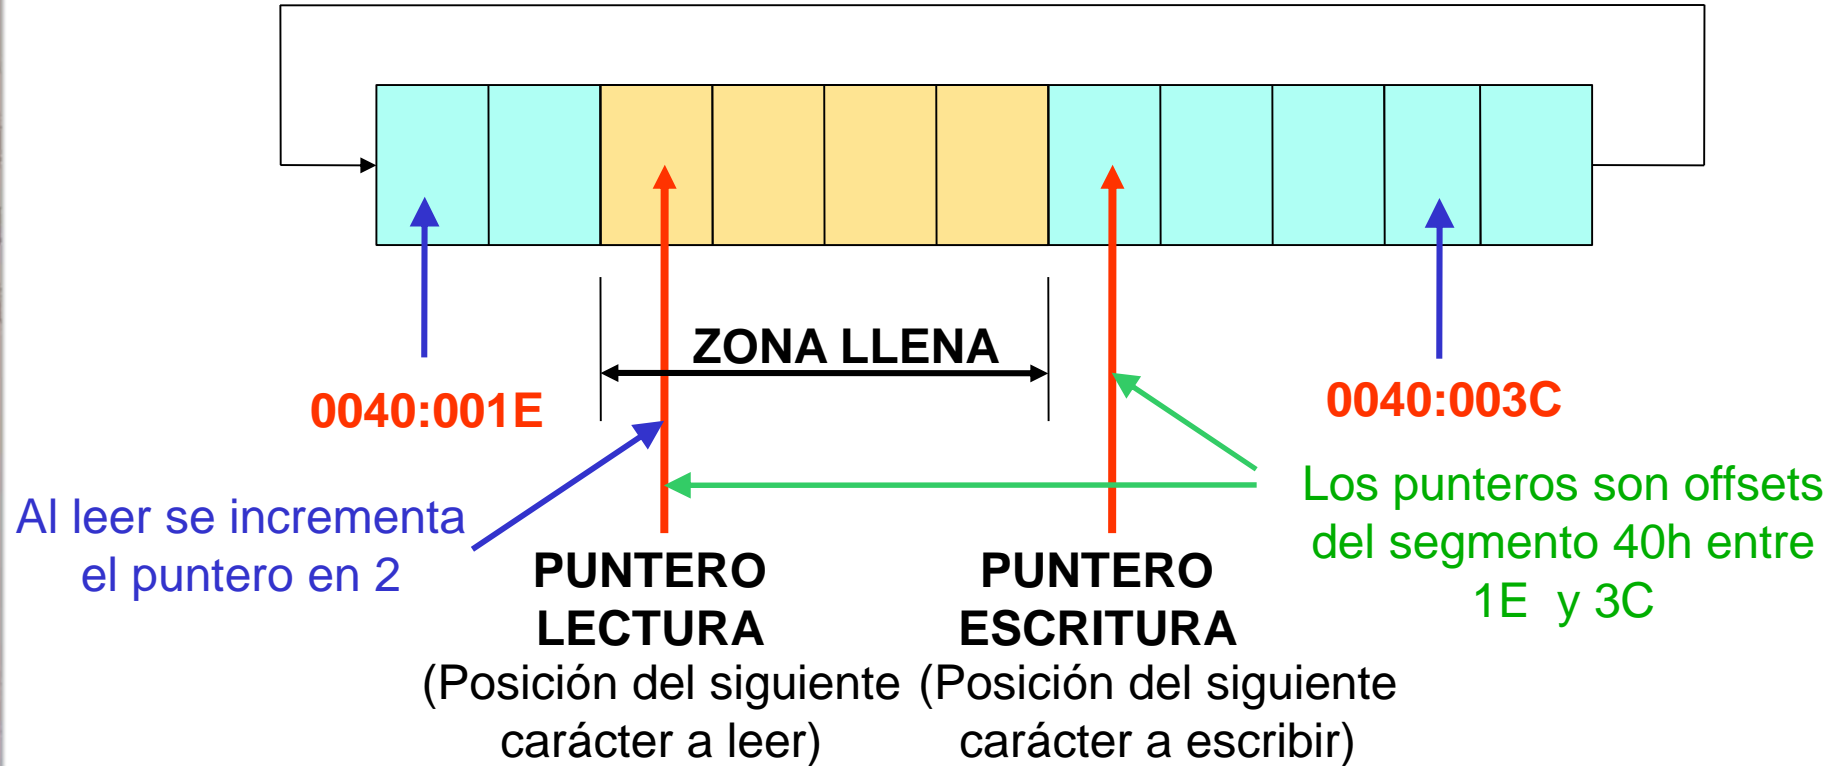 ZONA LLENA
0040:001E
0040:003C
Al leer se incrementa
el puntero en 2
PUNTERO
LECTURA
(Posición del siguiente
carácter a leer)
PUNTERO
ESCRITURA
(Posición del siguiente
carácter a escribir)
Los punteros son offsets
del segmento 40h entre
1E y 3C